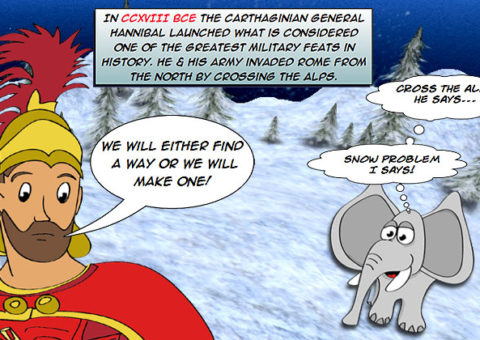 IN CCXVIII BCE THE CARTHAGINIAN GENERAL
HANNIBAL LAUNCHED WHAT IS CONSIDERED
ONE OF THE GREATEST MILITARY FEATS IN
HISTORY. HE & HIS ARMY INVADED ROME FROM
THE NORTH BY CROSSING THE ALPS.
CROSS THE AL
HE SAYS---
WE WILL EITHER FIND
A WAY OR WE WILL
MAKE ONE!
SNOW PROBLEM
I SAYS!